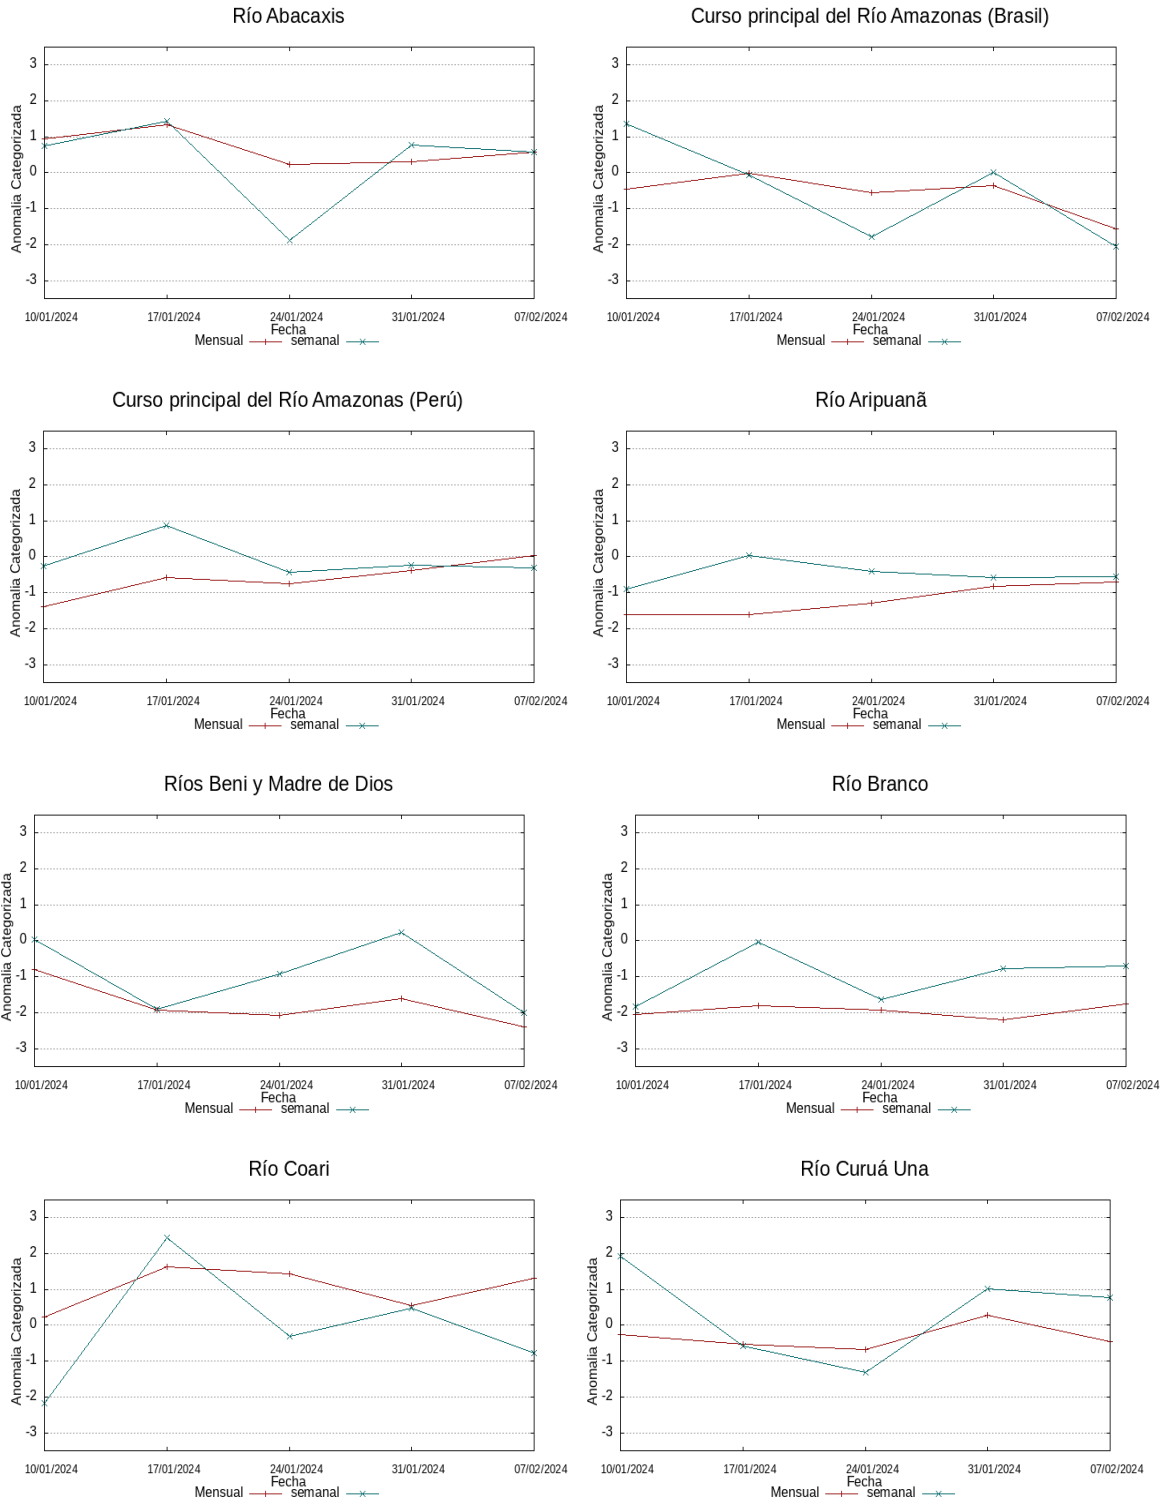 Río Abacaxis
3
2
1
0
-1
-2
-3
Anomalia Categorizada
10/01/2024 17/01/2024 24/01/2024 31/01/2024 07/02/2024
Fecha
Mensual semanal
Curso principal del Río Amazonas (Brasil)
3
2
1
0
-1
-2
-3
Anomalia Categorizada
10/01/2024 17/01/2024 24/01/2024 31/01/2024 07/02/2024
Fecha
Mensual semanal
Curso principal del Río Amazonas (Perú)
3
2
1
0
-1
-2
-3
Anomalia Categorizada
10/01/2024 17/01/2024 24/01/2024 31/01/2024 07/02/2024
Fecha
Mensual semanal
Río Aripuanã
3
2
1
0
-1
-2
-3
Anomalia Categorizada
10/01/2024 17/01/2024 24/01/2024 31/01/2024 07/02/2024
Fecha
Mensual semanal
Ríos Beni y Madre de Dios
3
2
1
0
-1
-2
-3
Anomalia Categorizada
10/01/2024 17/01/2024 24/01/2024 31/01/2024 07/02/2024
Fecha
Mensual semanal
Río Branco
3
2
1
0
-1
-2
-3
Anomalia Categorizada
10/01/2024 17/01/2024 24/01/2024 31/01/2024 07/02/2024
Fecha
Mensual semanal
Río Coari
3
2
1
0
-1
-2
-3
Anomalia Categorizada
10/01/2024 17/01/2024 24/01/2024 31/01/2024 07/02/2024
Fecha
Mensual semanal
Río Curuá Una
3
2
1
0
-1
-2
-3
Anomalia Categorizada
10/01/2024 17/01/2024 24/01/2024 31/01/2024 07/02/2024
Fecha
Mensual semanal